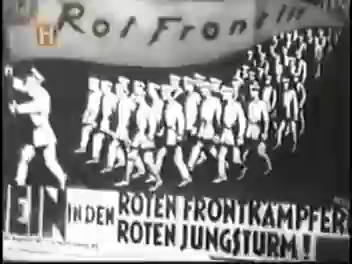 H
Rot Front!!!
EIN IN DEN ROTEN FRONTKÄMPFER
ROTEN JUNGSTURM!